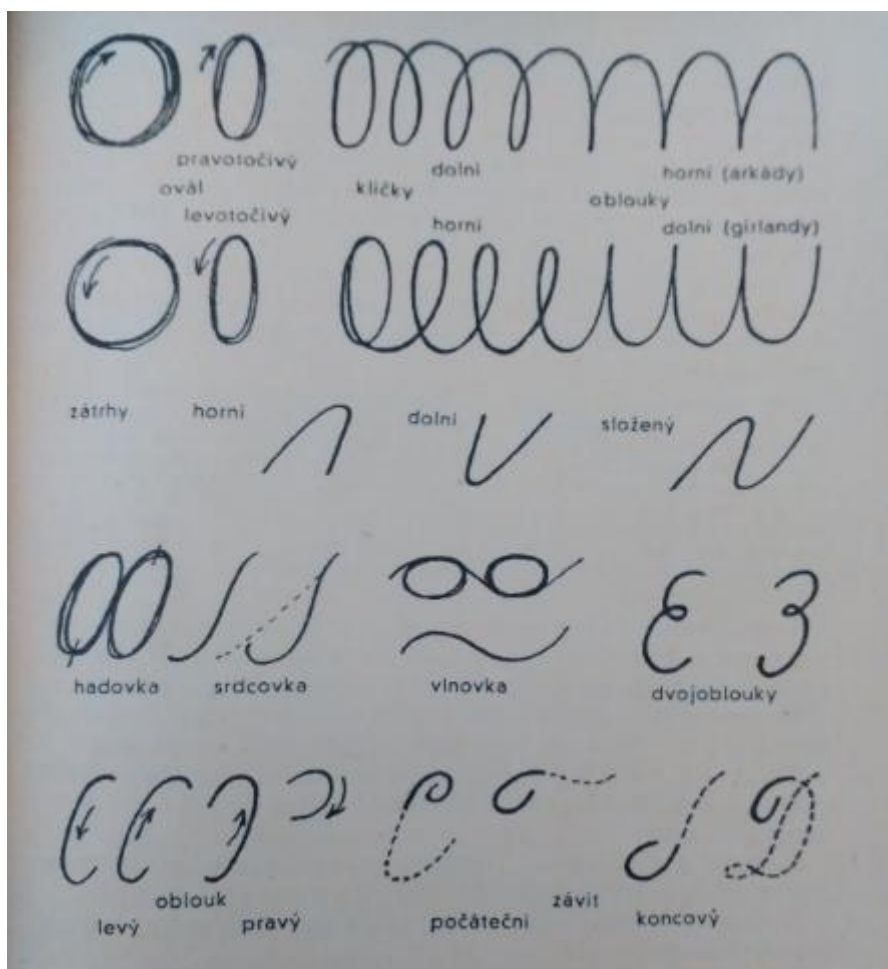 pravotočivý
dolní
horní (arkády)
ovál
kličky
oblouky
levotočivý
horní
dolní (girlandy)
zátrhy horní dolní složený
hadovka srdcovka vlnovka dvojoblouky
oblouk závit
levý pravý počáteční koncový